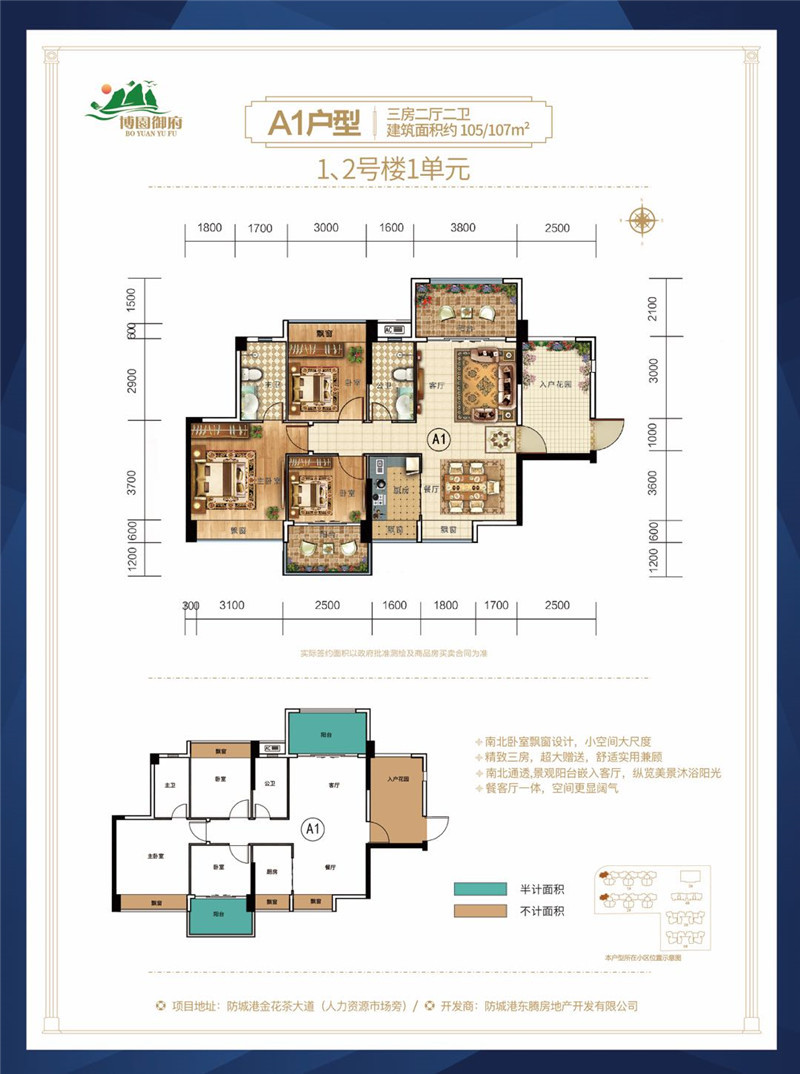 博園御府
BO YUAN YU FU
A1户型
三房二厅二卫
建筑面积约 105/107m²
1、2号楼1单元
1800 1700 3000 1600 3800 2500
1500 600 2900 3700 600 1200
2100 3000 1000 3600 600 1200
飘窗
主卫
卧室
公卫
客厅
入户花园
A1
主卧室
卧室
厨房
餐厅
飘窗
飘窗
飘窗
阳台
300 3100 2500 1600 1800 1700 2500
实际签约面积以政府批准测绘及商品房买卖合同为准
阳台
飘窗
主卫
卧室
公卫
客厅
入户花园
A1
主卧室
卧室
厨房
餐厅
飘窗
飘窗
飘窗
阳台
南北卧室飘窗设计，小空间大尺度
精致三房，超大赠送，舒适实用兼顾
南北通透,景观阳台嵌入客厅，纵览美景沐浴阳光
餐客厅一体，空间更显阔气
半计面积
不计面积
本户型所在小区位置示意图
项目地址：防城港金花茶大道（人力资源市场旁）/ 开发商：防城港东腾房地产开发有限公司